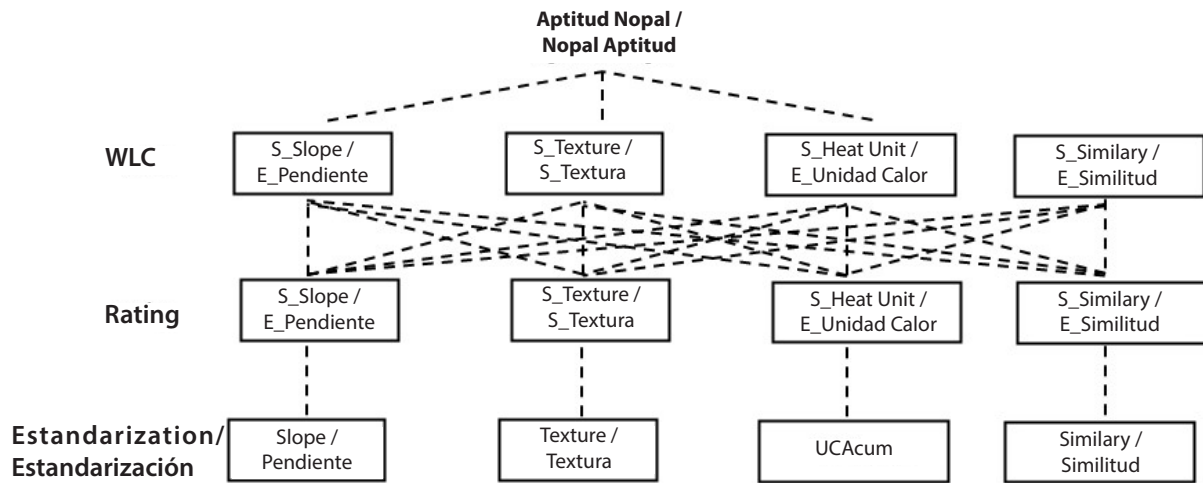 Aptitud Nopal /
Nopal Aptitud
WLC
S_Slope /
E_Pendiente
S_Texture /
S_Textura
S_Heat Unit /
E_Unidad Calor
S_Similary /
E_Similitud
Rating
S_Slope /
E_Pendiente
S_Texture /
S_Textura
S_Heat Unit /
E_Unidad Calor
S_Similary /
E_Similitud
Estandarization/
Estandarización
Slope /
Pendiente
Texture /
Textura
UCAcum
Similary /
Similitud